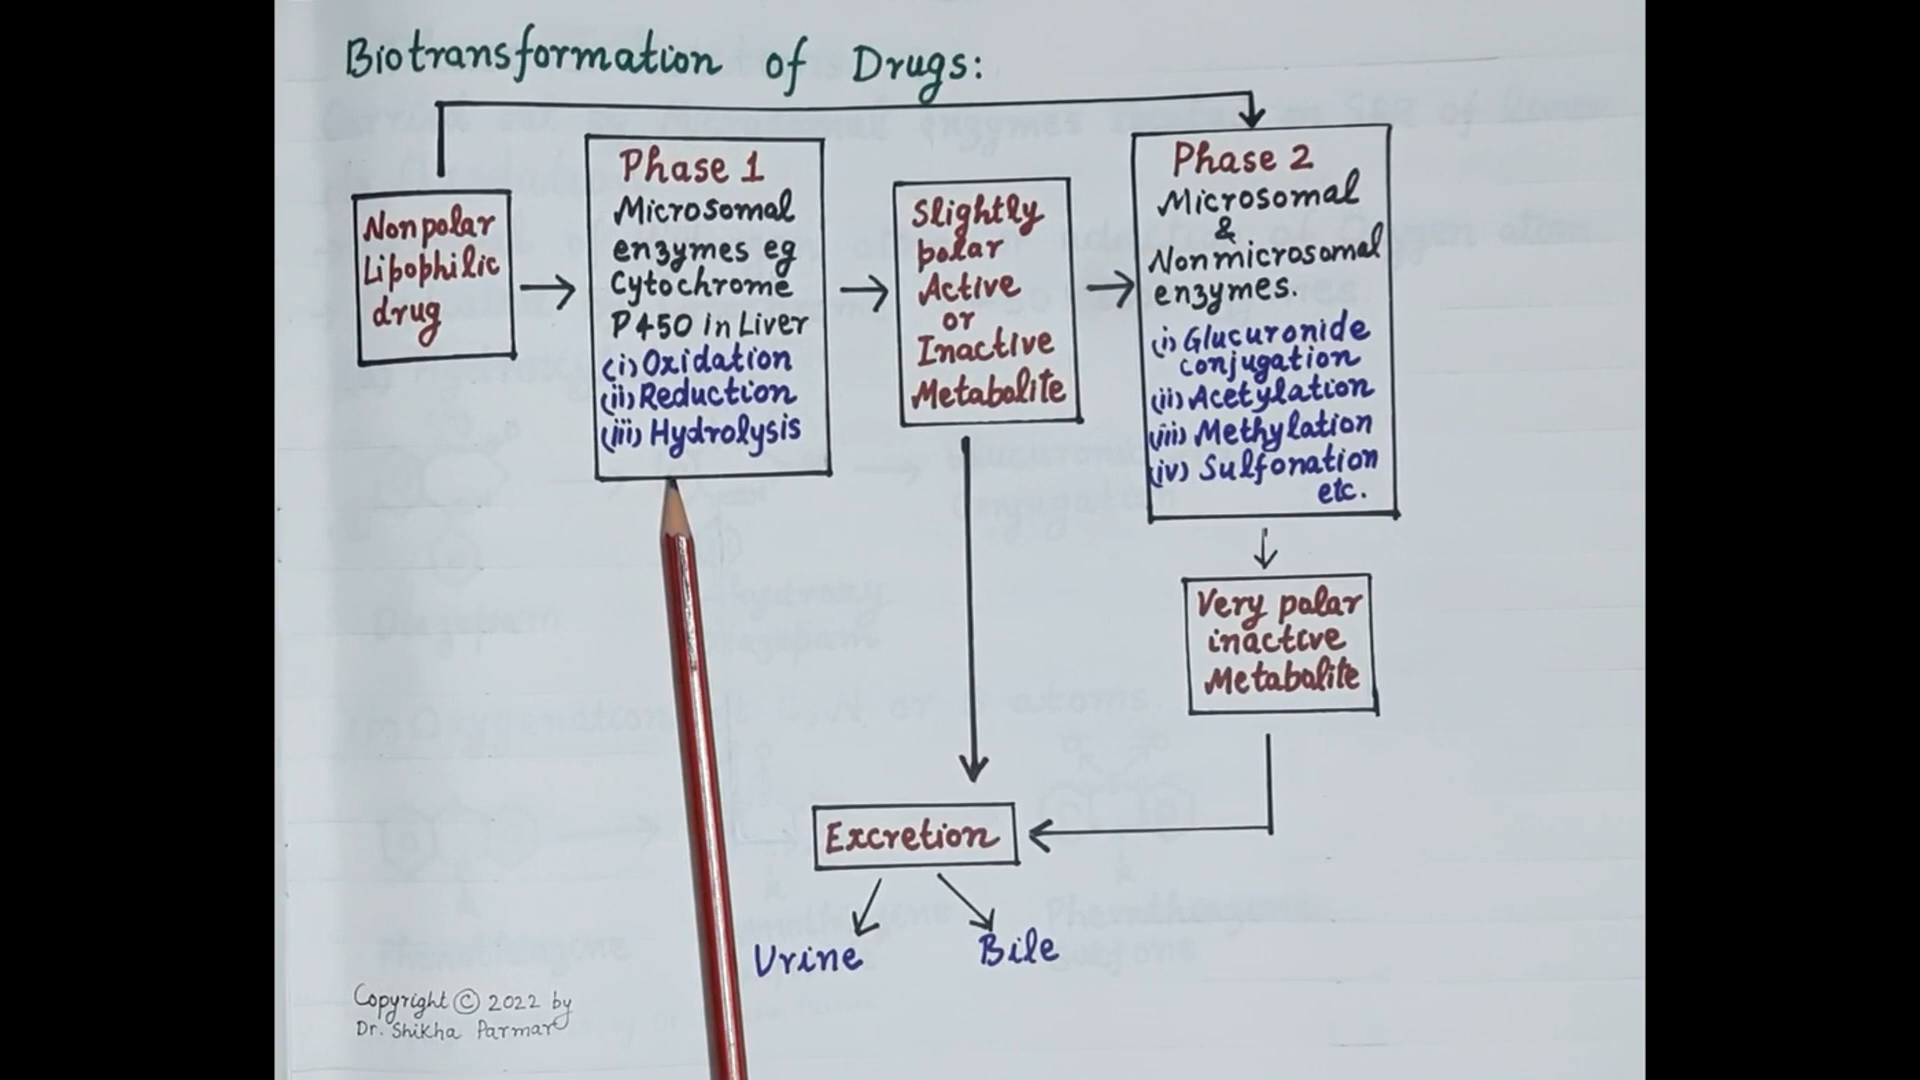 Biotransformation of Drugs:
Nonpolar
Lipophilic
drug
Phase 1
Microsomal
enzymes eg
Cytochrome
P450 in Liver
(i) Oxidation
(ii) Reduction
(iii) Hydrolysis
Slightly
polar
Active
or
Inactive
Metabolite
Phase 2
Microsomal
&
Nonmicrosomal
enzymes.
(i) Glucuronide
conjugation
(ii) Acetylation
(iii) Methylation
(iv) Sulfonation
etc.
Very polar
inactive
Metabolite
Excretion
Urine
Bile
Copyright © 2022 by
Dr. Shikha Parmar